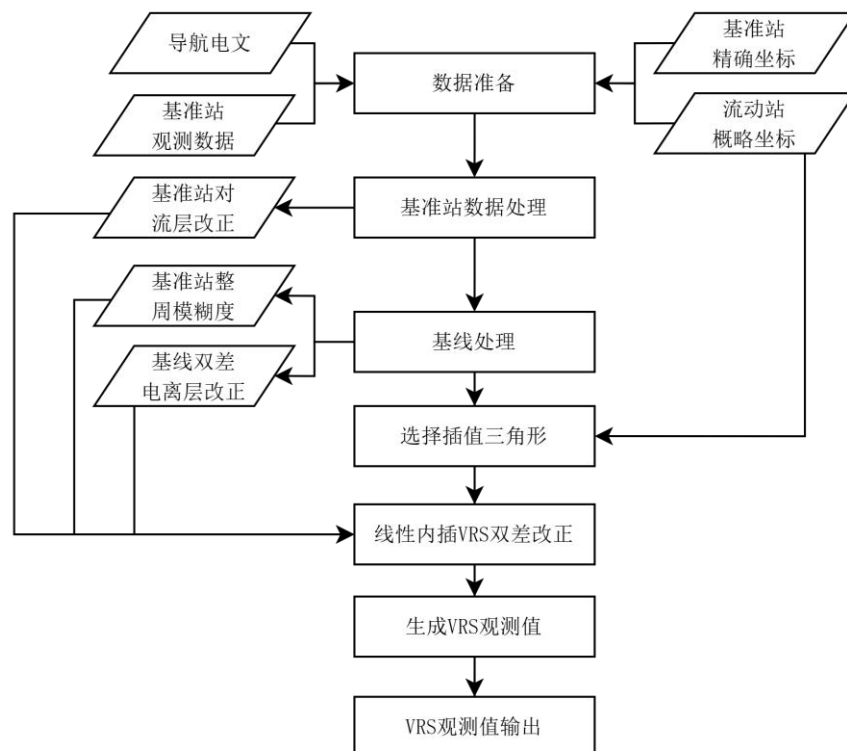 导航电文
基准站
观测数据
数据准备
基准站
精确坐标
流动站
概略坐标
基准站对
流层改正
基准站数据处理
基准站整
周模糊度
基线处理
基线双差
电离层改正
选择插值三角形
线性内插VRS双差改正
生成VRS观测值
VRS观测值输出